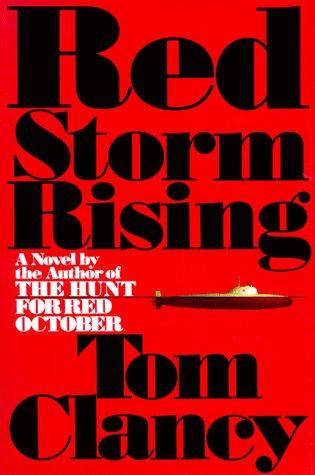 Red
Storm
Rising
A Novel by
the Author of
THE HUNT
FOR RED
OCTOBER
Tom
Clancy